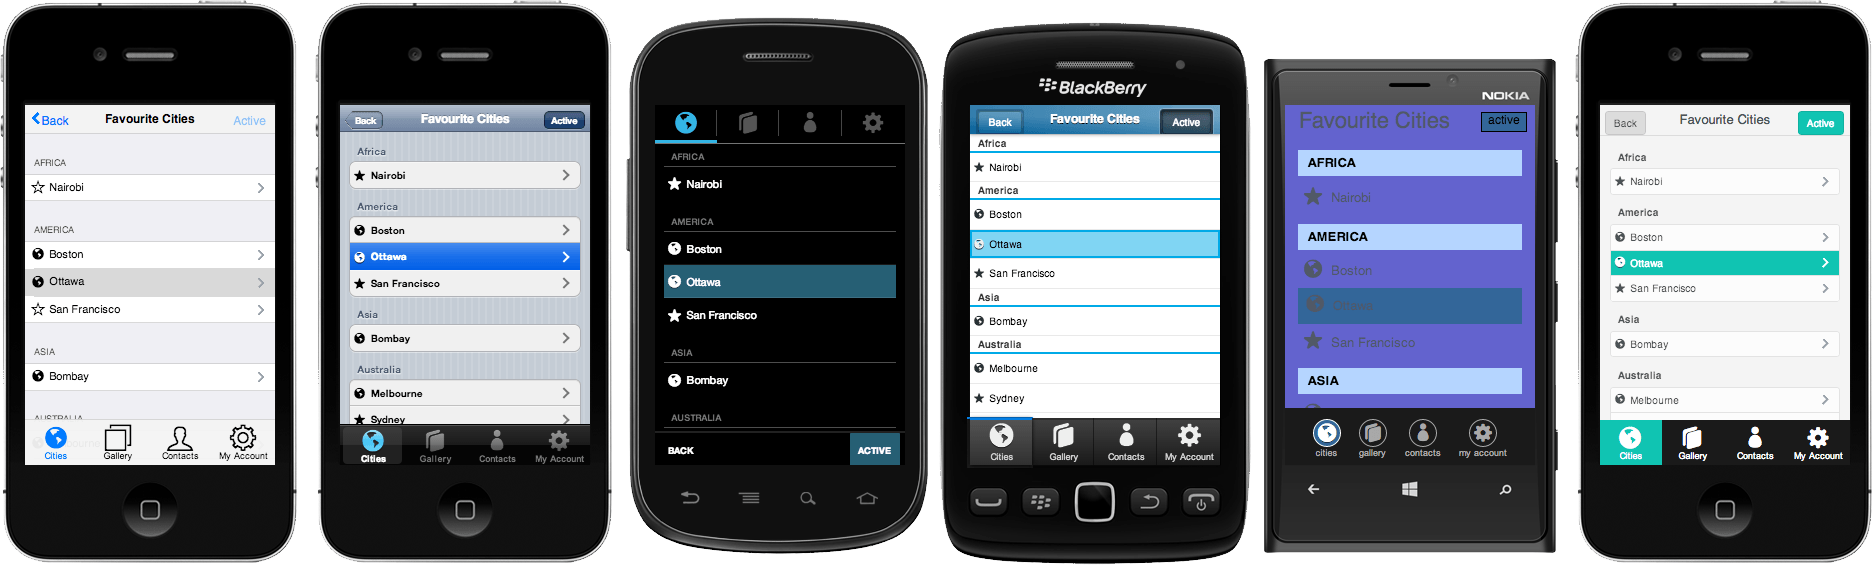 Back Favourite Cities Active
AFRICA
Nairobi
AMERICA
Boston
Ottawa
San Francisco
ASIA
Bombay
AUSTRALIA
Cities Gallery Contacts My Account
Back Favourite Cities Active
Africa
Nairobi
America
Boston
Ottawa
San Francisco
Asia
Bombay
Australia
Melbourne
Sydney
Cities Gallery Contacts My Account
AFRICA
Nairobi
AMERICA
Boston
Ottawa
San Francisco
ASIA
Bombay
AUSTRALIA
BACK ACTIVE
BlackBerry
Back Favourite Cities Active
Africa
Nairobi
America
Boston
Ottawa
San Francisco
Asia
Bombay
Australia
Melbourne
Sydney
Cities Gallery Contacts My Account
NOKIA
Favourite Cities active
AFRICA
Nairobi
AMERICA
Boston
Ottawa
San Francisco
ASIA
cities gallery contacts my account
Back Favourite Cities Active
Africa
Nairobi
America
Boston
Ottawa
San Francisco
Asia
Bombay
Australia
Melbourne
Cities Gallery Contacts My Account